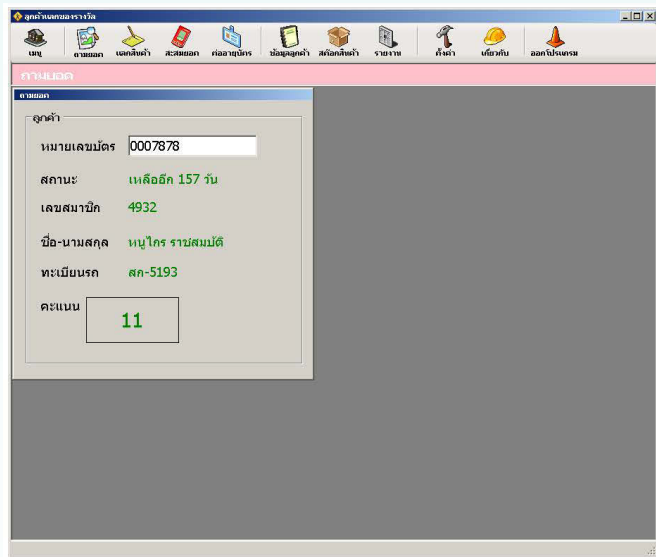 ลูกค้าแลกของรางวัล
เมนู ถามยอด แลกสินค้า สะสมยอด ต่ออายุบัตร ข้อมูลลูกค้า สต๊อกสินค้า รายงาน ตั้งค่า เกี่ยวกับ ออกโปรแกรม
ถามยอด
ถามยอด
ลูกค้า
หมายเลขบัตร 0007878
สถานะ เหลืออีก 157 วัน
เลขสมาชิก 4932
ชื่อ-นามสกุล หนูไกร ราชสมบัติ
ทะเบียนรถ สก-5193
คะแนน 11